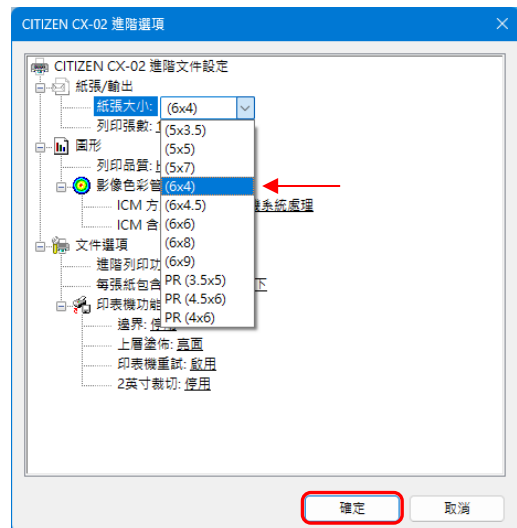 CITIZEN CX-02 進階選項
CITIZEN CX-02 進階文件設定
紙張/輸出
紙張大小: (6x4)
列印張數:
(5x3.5)
圖形
(5x5)
列印品質:
(5x7)
影像色彩管
(6x4)
ICM 方
(6x4.5)
系統處理
ICM 含
(6x6)
文件選項
(6x8)
進階列印功
(6x9)
每張紙包含
PR (3.5x5)
下
印表機功能
PR (4.5x6)
邊界: 停
PR (4x6)
上層塗佈: 亮面
印表機重試: 啟用
2英寸裁切: 停用
確定
取消